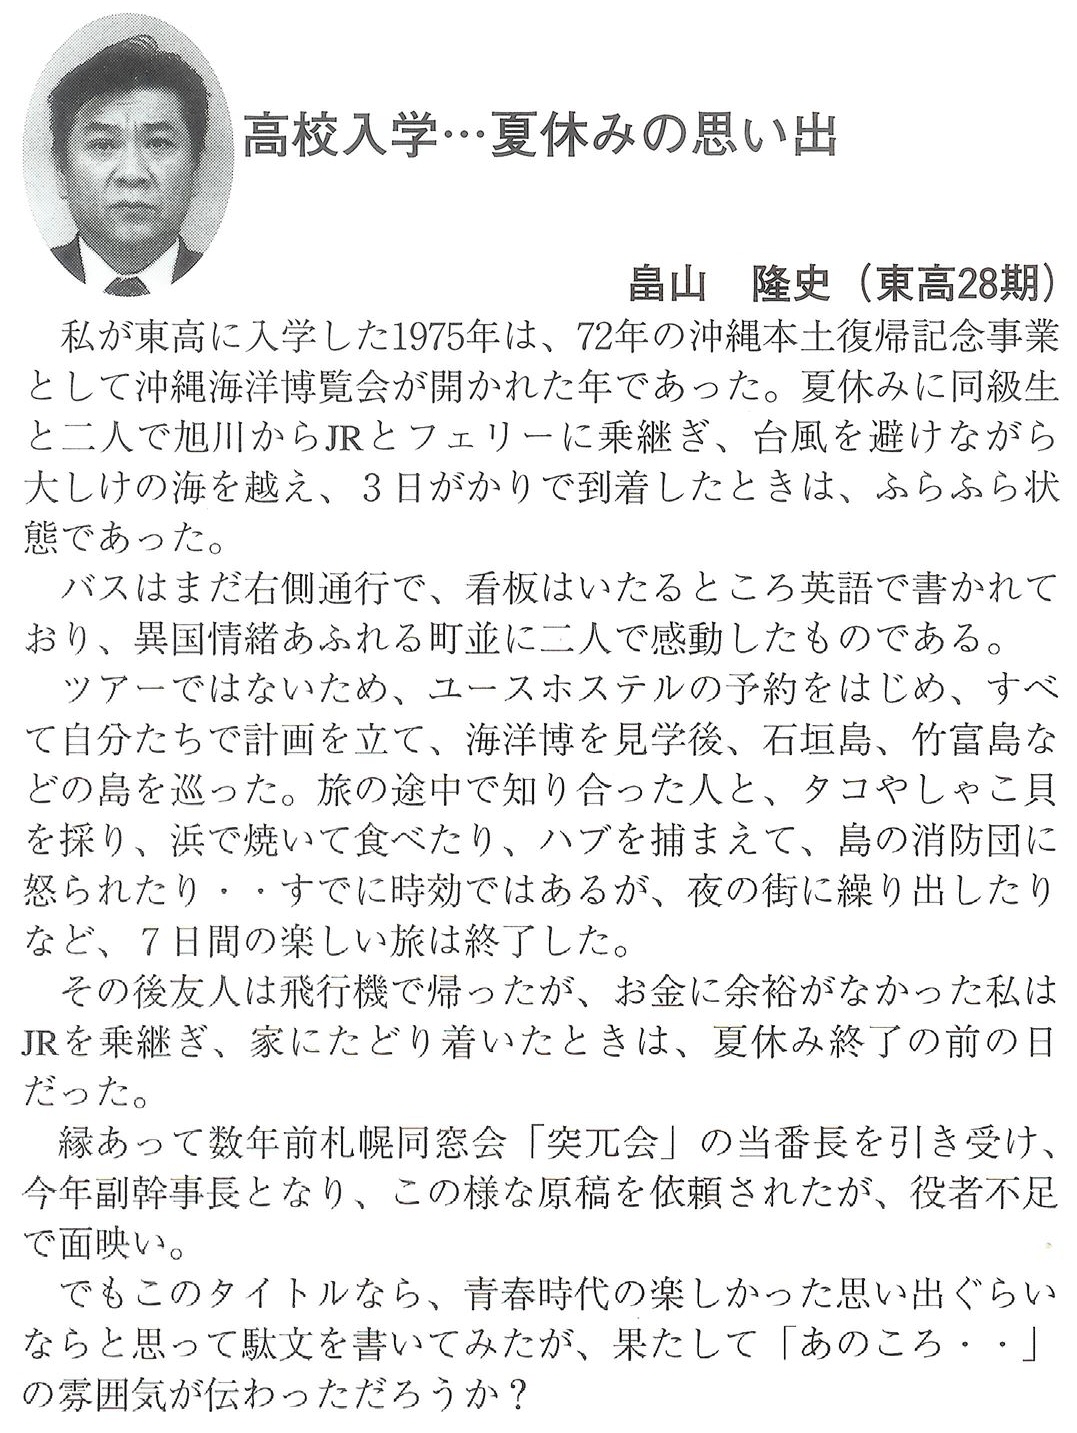 高校入学…夏休みの思い出
畠山　隆史（東高28期）
　私が東高に入学した1975年は、72年の沖縄本土復帰記念事業
として沖縄海洋博覧会が開かれた年であった。夏休みに同級生
と二人で旭川からJRとフェリーに乗継ぎ、台風を避けながら
大しけの海を越え、３日がかりで到着したときは、ふらふら状
態であった。
　バスはまだ右側通行で、看板はいたるところ英語で書かれて
おり、異国情緒あふれる町並に二人で感動したものである。
　ツアーではないため、ユースホステルの予約をはじめ、すべ
て自分たちで計画を立て、海洋博を見学後、石垣島、竹富島な
どの島を巡った。旅の途中で知り合った人と、タコやしゃこ貝
を採り、浜で焼いて食べたり、ハブを捕まえて、島の消防団に
怒られたり・・すでに時効ではあるが、夜の街に繰り出したり
など、７日間の楽しい旅は終了した。
　その後友人は飛行機で帰ったが、お金に余裕がなかった私は
JRを乗継ぎ、家にたどり着いたときは、夏休み終了の前の日
だった。
　縁あって数年前札幌同窓会「突兀会」の当番長を引き受け、
今年副幹事長となり、この様な原稿を依頼されたが、役者不足
で面映い。
　でもこのタイトルなら、青春時代の楽しかった思い出ぐらい
ならと思って駄文を書いてみたが、果たして「あのころ・・」
の雰囲気が伝わっただろうか？